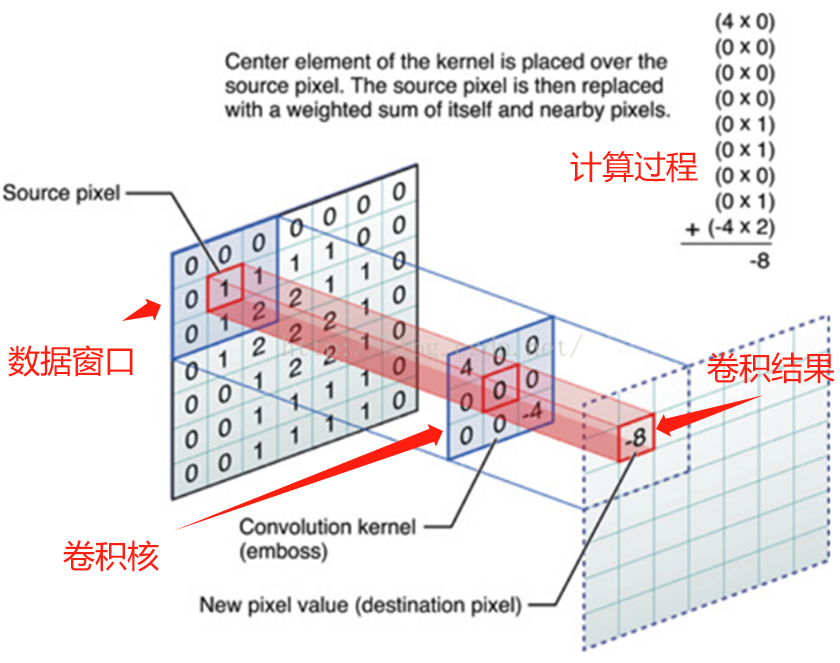 (4 x 0)
(0 x 0)
(0 x 0)
(0 x 0)
(0 x 1)
(0 x 1)
(0 x 0)
(0 x 1)
+ (-4 x 2)
-8
Center element of the kernel is placed over the
source pixel. The source pixel is then replaced
with a weighted sum of itself and nearby pixels.
计算过程
Source pixel
0 0 0 0 0 0 0
0 1 1 1 1 0 0
0 1 2 2 1 1 0
0 1 2 2 2 1 0
0 0 1 2 2 1 0
0 0 1 1 1 1 0
0 0 1 1 1 1 0
数据窗口
4 0 0
0 0 0
0 0 -4
卷积结果
-8
卷积核
Convolution kernel
(emboss)
New pixel value (destination pixel)